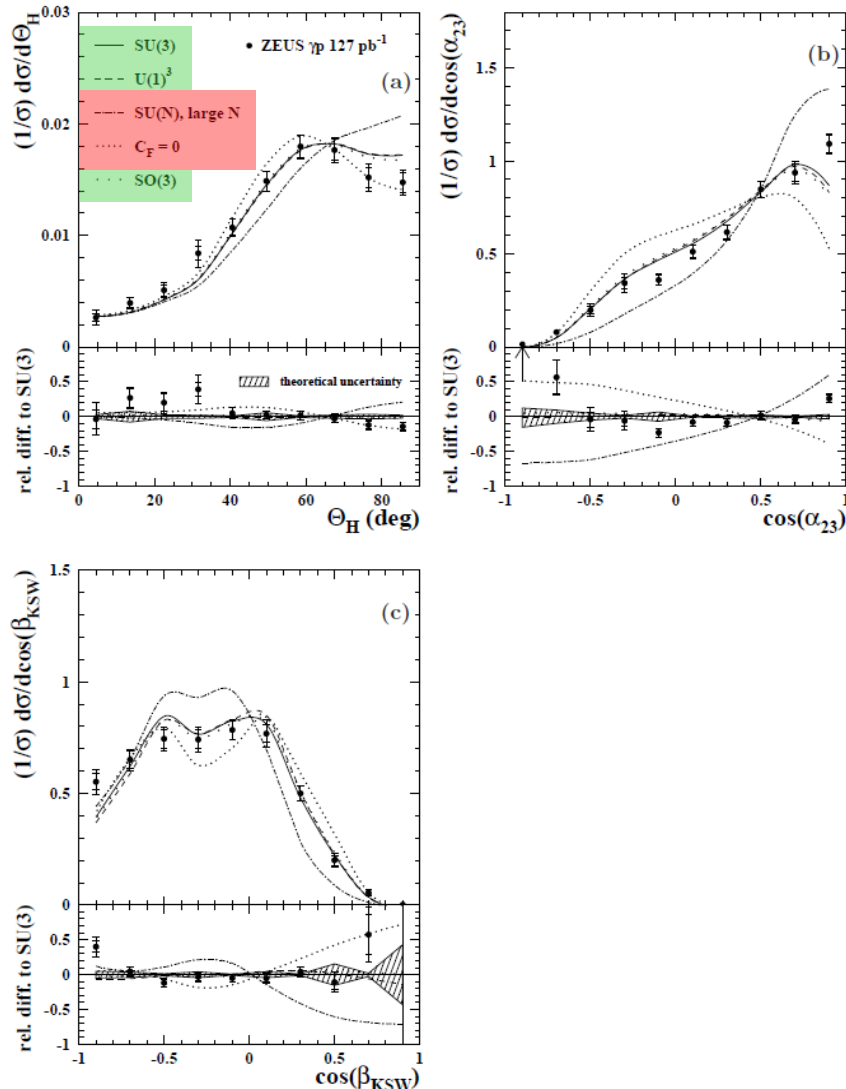 (1/σ) dσ/dΘ_H
0.03
0.02
0.01
0
SU(3)
U(1)³
SU(N), large N
C_F = 0
SO(3)
ZEUS γp 127 pb⁻¹
(a)
rel. diff. to SU(3)
0.5
0
-0.5
-1
theoretical uncertainty
0 20 40 60 80 100
Θ_H (deg)
(1/σ) dσ/dcos(α_23)
1.5
1
0.5
0
(b)
rel. diff. to SU(3)
0.5
0
-0.5
-1
-1 -0.5 0 0.5 1
cos(α_23)
(1/σ) dσ/dcos(β_KSW)
1.5
1
0.5
0
(c)
rel. diff. to SU(3)
0.5
0
-0.5
-1
-1 -0.5 0 0.5 1
cos(β_KSW)